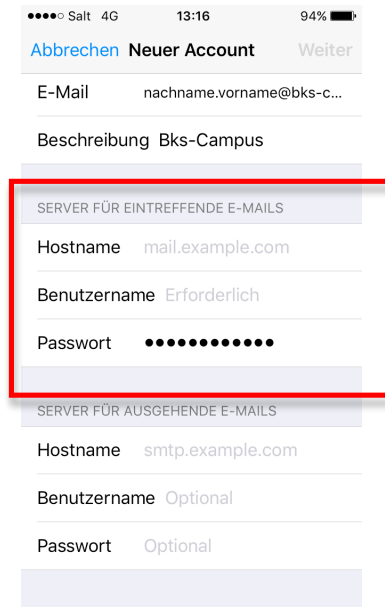 Salt 4G 13:16 94%
Abbrechen Neuer Account Weiter
E-Mail nachname.vorname@bks-c...
Beschreibung Bks-Campus
SERVER FÜR EINTREFFENDE E-MAILS
Hostname mail.example.com
Benutzername Erforderlich
Passwort ●●●●●●●●●●●●
SERVER FÜR AUSGEHENDE E-MAILS
Hostname smtp.example.com
Benutzername Optional
Passwort Optional